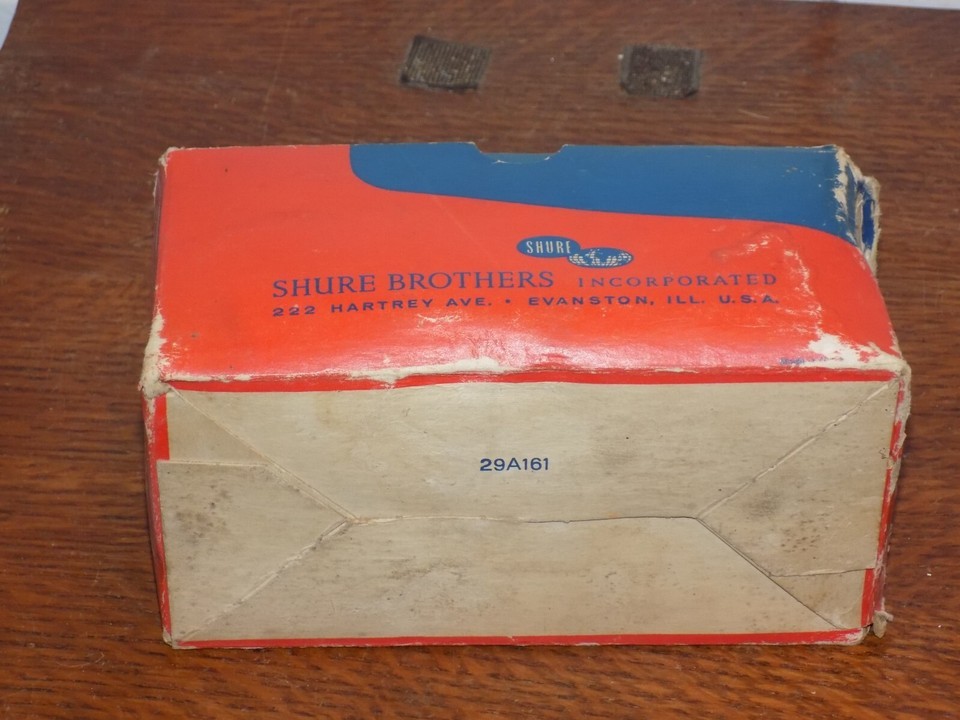 SHURE
SHURE BROTHERS INCORPORATED
222 HARTREY AVE. • EVANSTON, ILL. U.S.A.
29A161